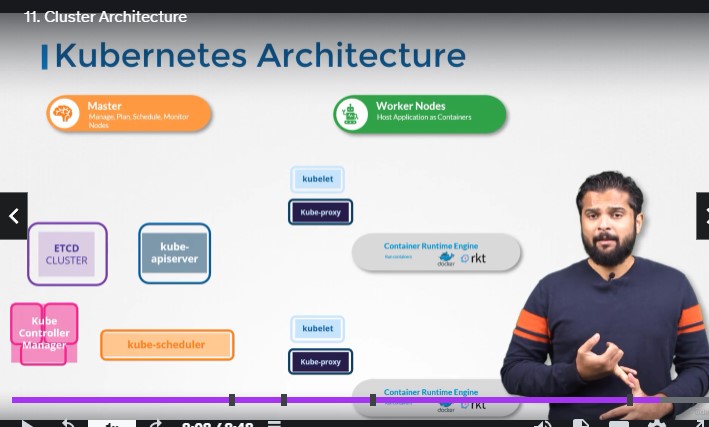 11. Cluster Architecture
Kubernetes Architecture
Master
Manage, Plan, Schedule, Monitor
Nodes
Worker Nodes
Host Application as Containers
kubelet
Kube-proxy
ETCD
CLUSTER
kube-
apiserver
Container Runtime Engine
Run containers
docker
rkt
Kube
Controller
Manager
kube-scheduler
kubelet
Kube-proxy
Container Runtime Engine
docker
rkt